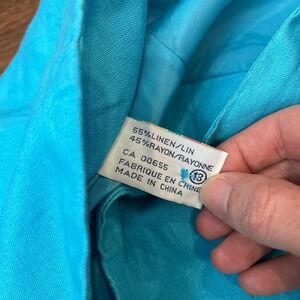 55%LINEN/LIN
45%RAYON/RAYONNE
CA 00655
FABRIQUE EN CHINE
MADE IN CHINA
13